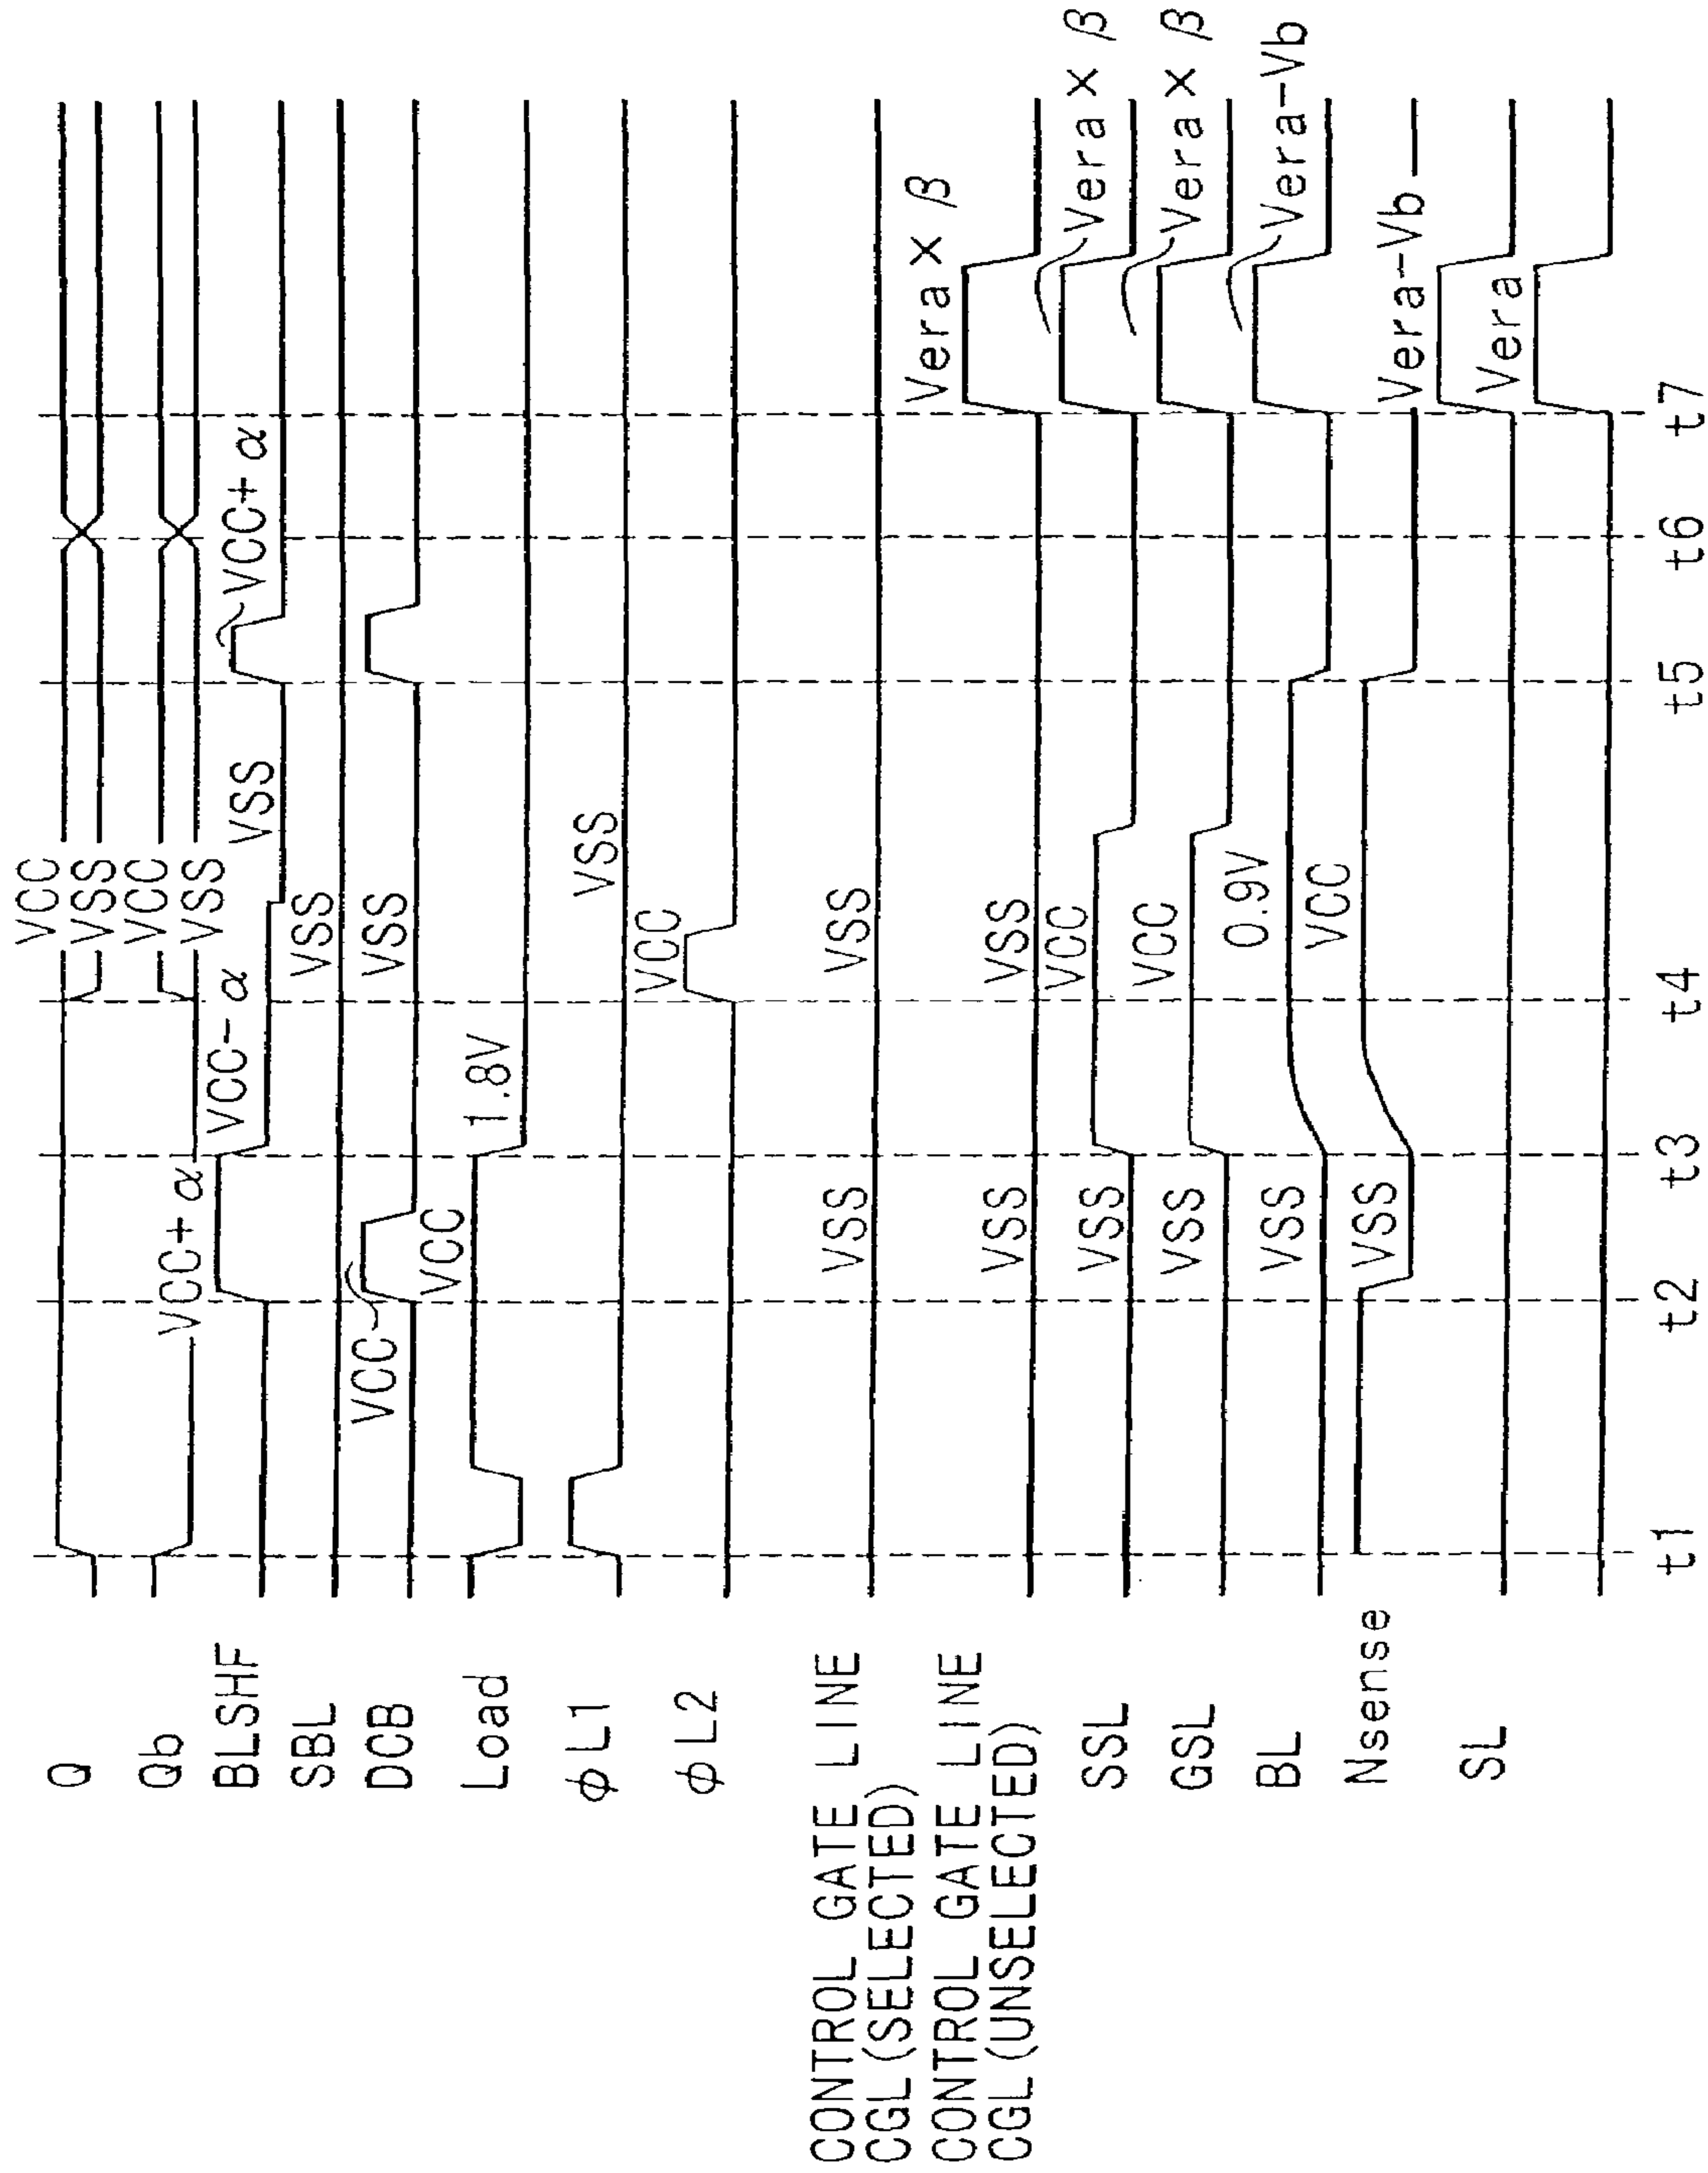 Q
VCC
VSS
Qb
VCC
VSS
BLSHF
VCC+α
VCC-α
VSS
VCC+α
SBL
VSS
DCB
VCC
VSS
Load
VCC
1.8V
φL1
VSS
φL2
VCC
CONTROL GATE LINE
CGL(SELECTED)
VSS
VSS
CONTROL GATE LINE
CGL(UNSELECTED)
VSS
VSS
Vera×β
SSL
VSS
VCC
Vera×β
GSL
VSS
VCC
Vera×β
BL
VSS
0.9V
Vera-Vb
Nsense
VSS
VCC
SL
Vera-Vb
Vera
t1
t2
t3
t4
t5
t6
t7